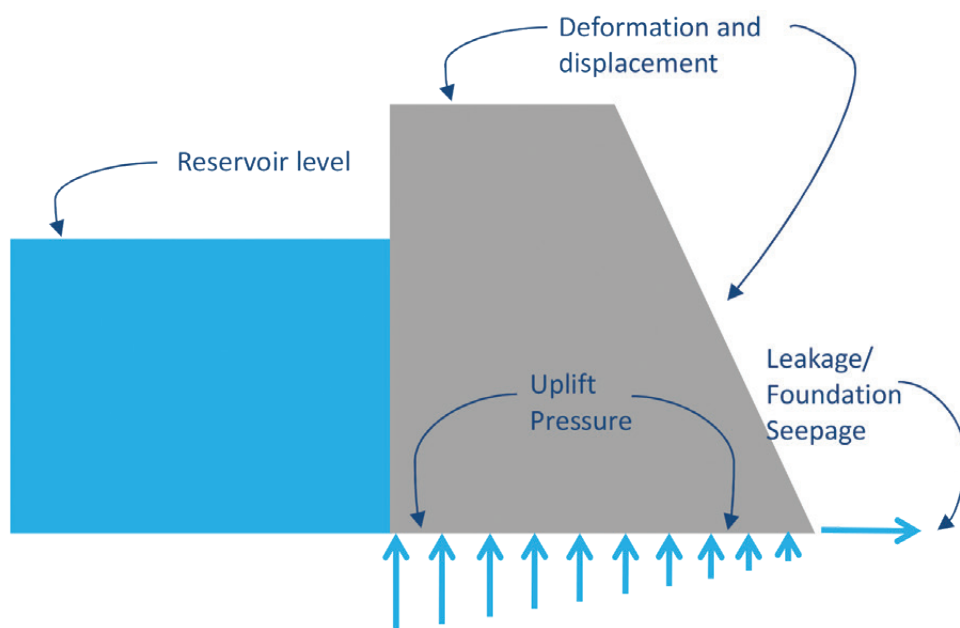 Deformation and
displacement
Reservoir level
Uplift
Pressure
Leakage/
Foundation
Seepage